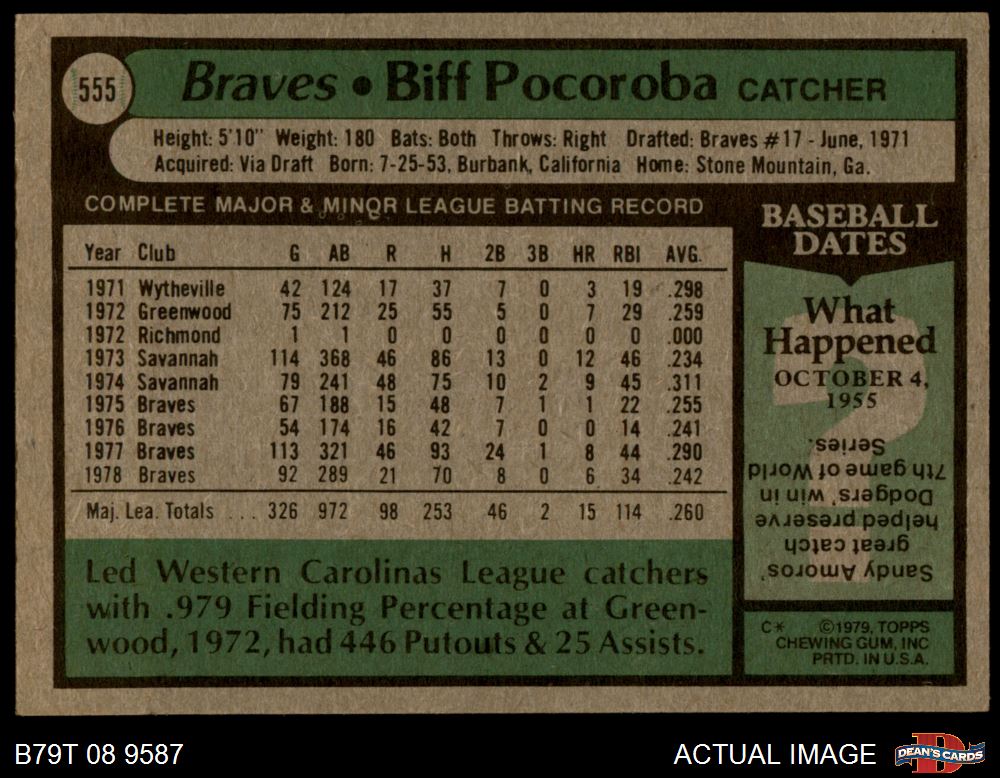 555
Braves • Biff Pocoroba CATCHER
Height: 5'10" Weight: 180 Bats: Both Throws: Right Drafted: Braves #17 - June, 1971
Acquired: Via Draft Born: 7-25-53, Burbank, California Home: Stone Mountain, Ga.
COMPLETE MAJOR & MINOR LEAGUE BATTING RECORD
Year Club G AB R H 2B 3B HR RBI AVG.
1971 Wytheville 42 124 17 37 7 0 3 19 .298
1972 Greenwood 75 212 25 55 5 0 7 29 .259
1972 Richmond 1 1 0 0 0 0 0 0 .000
1973 Savannah 114 368 46 86 13 0 12 46 .234
1974 Savannah 79 241 48 75 10 2 9 45 .311
1975 Braves 67 188 15 48 7 1 1 22 .255
1976 Braves 54 174 16 42 7 0 0 14 .241
1977 Braves 113 321 46 93 24 1 8 44 .290
1978 Braves 92 289 21 70 8 0 6 34 .242
Maj. Lea. Totals . . . 326 972 98 253 46 2 15 114 .260
Led Western Carolinas League catchers
with .979 Fielding Percentage at Green-
wood, 1972, had 446 Putouts & 25 Assists.
BASEBALL
DATES
What
Happened
OCTOBER 4,
1955
Sandy Amoros'
great catch
helped preserve
Dodgers' win in
7th game of World
Series.
C* ©1979, TOPPS
CHEWING GUM, INC
PRTD. IN U.S.A.
B79T 08 9587
ACTUAL IMAGE
DEAN'S CARDS